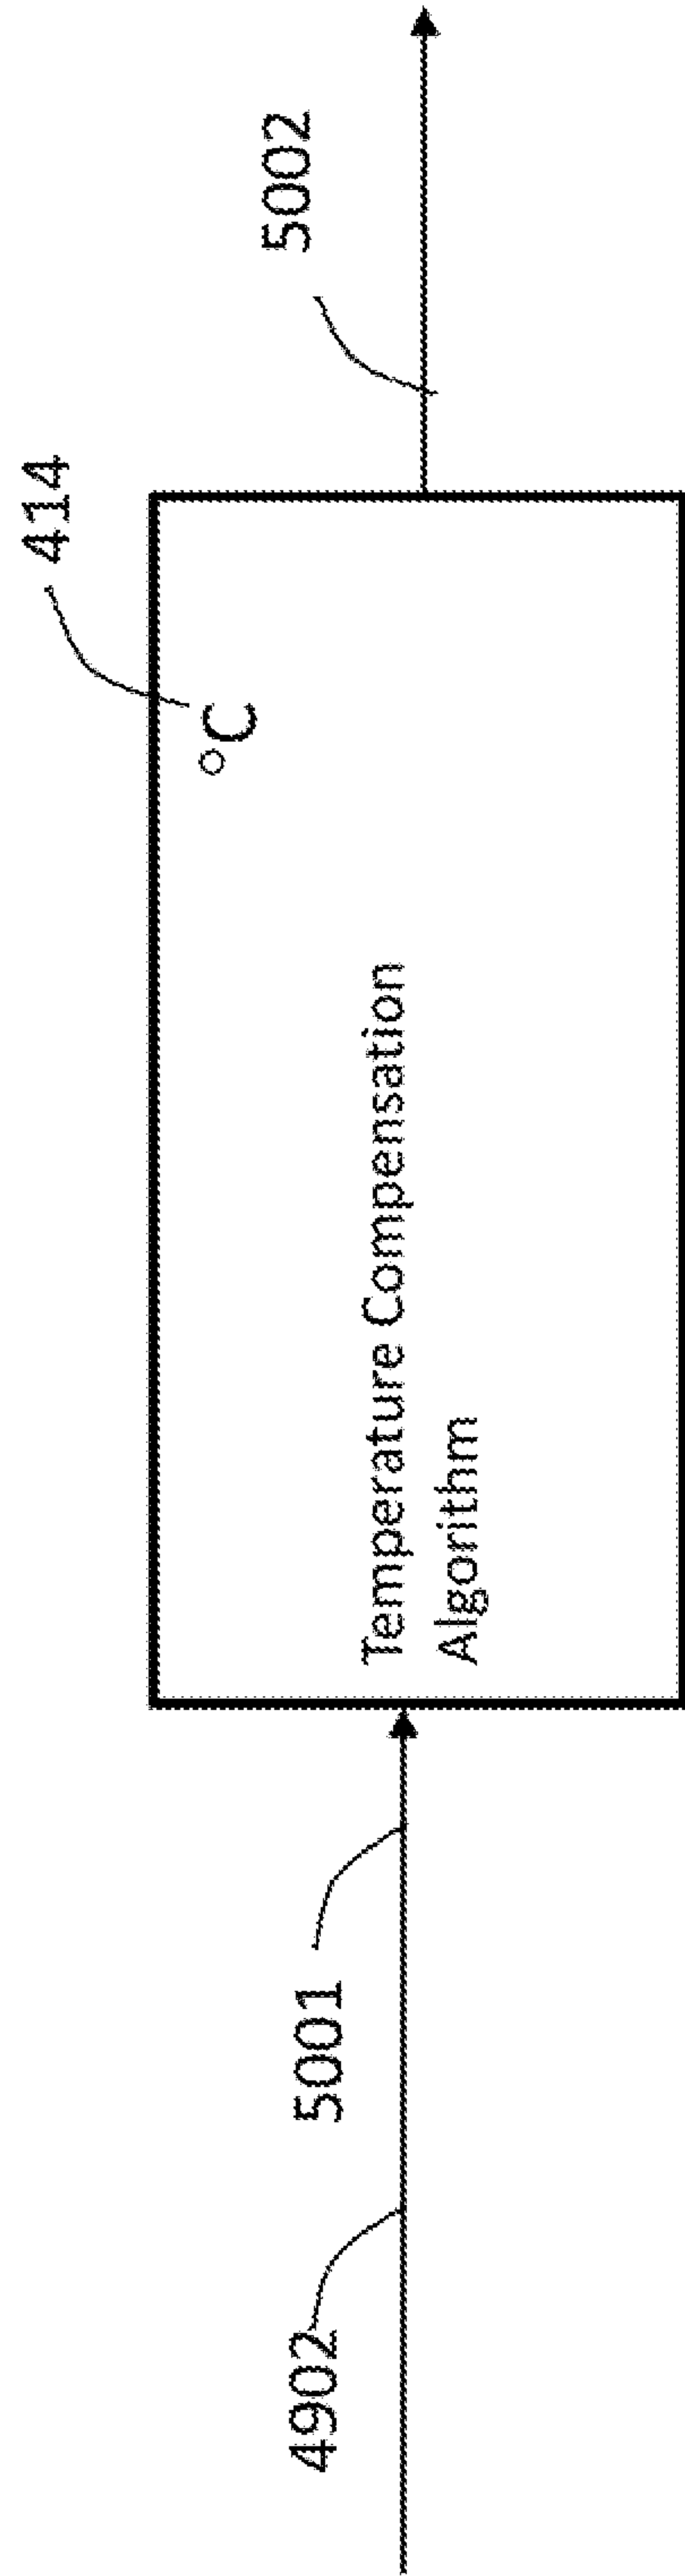 414
5002
°C
4902
5001
Temperature Compensation
Algorithm